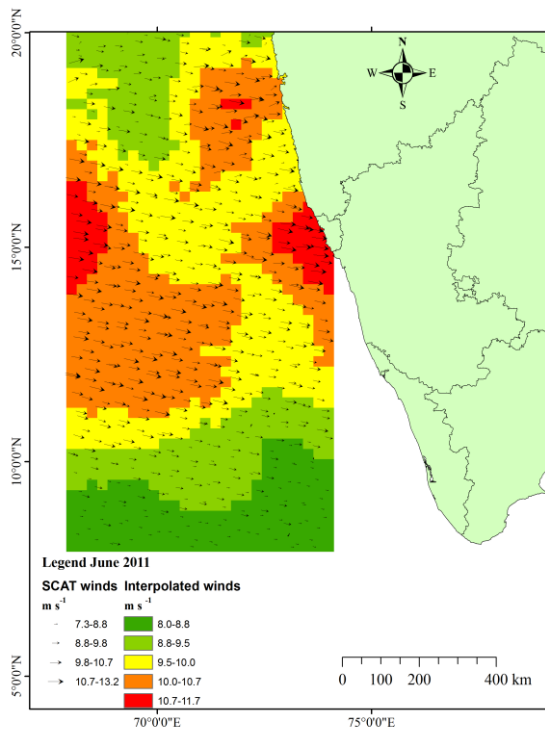 20°0'0"N
N
W E
S
15°0'0"N
10°0'0"N
Legend June 2011
SCAT winds Interpolated winds
m s⁻¹ m s⁻¹
7.3-8.8 8.0-8.8
8.8-9.8 8.8-9.5
9.8-10.7 9.5-10.0
10.7-13.2 10.0-10.7
10.7-11.7
0 100 200 400 km
5°0'0"N
70°0'0"E 75°0'0"E